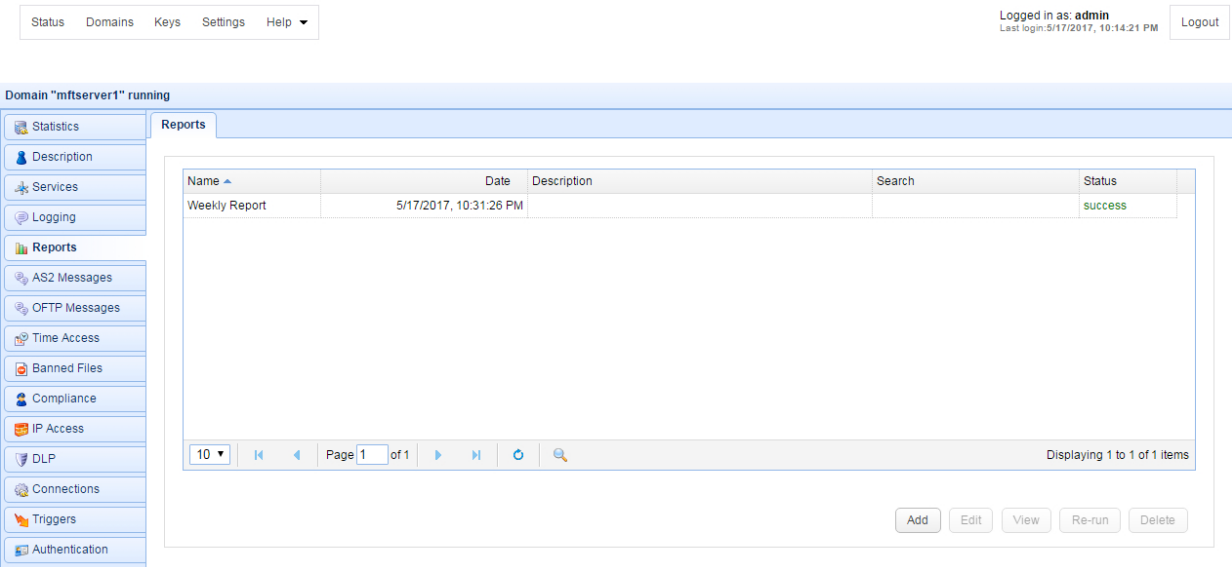 Status Domains Keys Settings Help
Logged in as: admin
Last login:5/17/2017, 10:14:21 PM
Logout
Domain "mftserver1" running
Statistics
Description
Services
Logging
Reports
AS2 Messages
OFTP Messages
Time Access
Banned Files
Compliance
IP Access
DLP
Connections
Triggers
Authentication
Reports
Name Date Description Search Status
Weekly Report 5/17/2017, 10:31:26 PM success
10 Page 1 of 1 Displaying 1 to 1 of 1 items
Add Edit View Re-run Delete